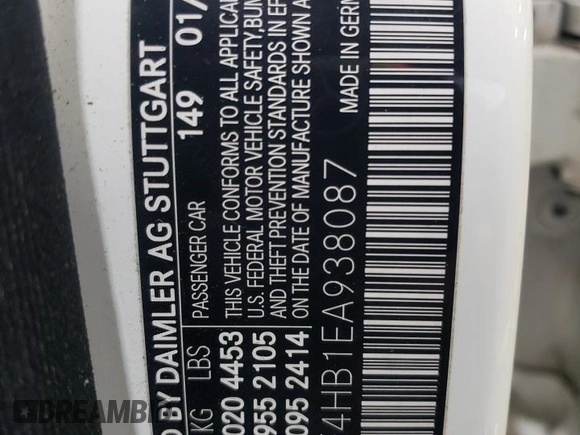 D BY DAIMLER AG STUTTGART
149 01/
PASSENGER CAR
KG LBS
THIS VEHICLE CONFORMS TO ALL APPLICA
020 4453
U.S. FEDERAL MOTOR VEHICLE SAFETY, BUM
955 2105
AND THEFT PREVENTION STANDARDS IN EF
095 2414
ON THE DATE OF MANUFACTURE SHOWN A
4HB1EA938087
MADE IN GERM